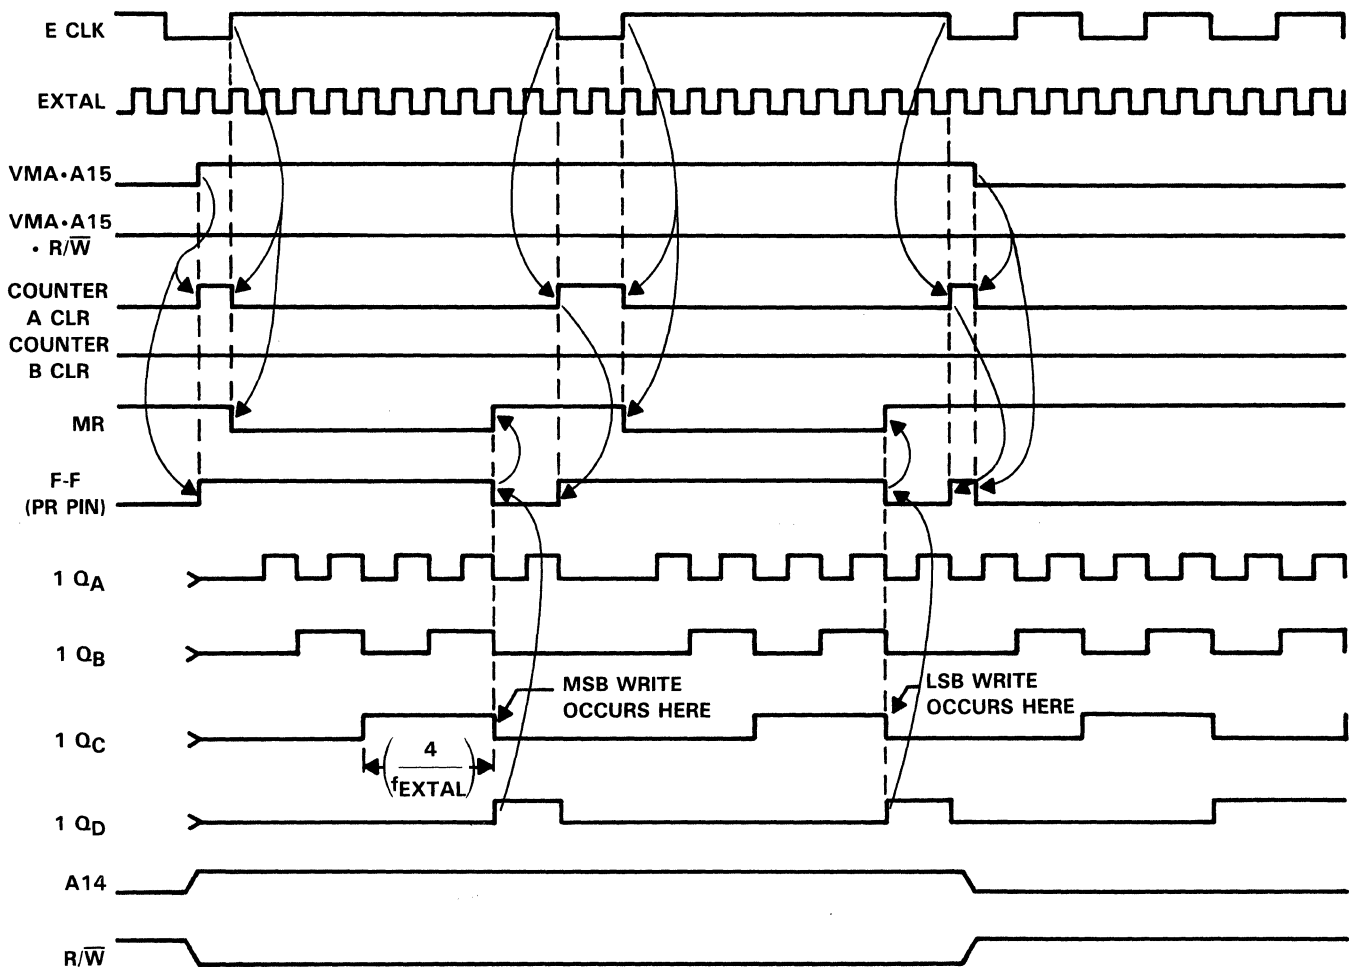 E CLK
EXTAL
VMA•A15
VMA•A15
• R/W̅
COUNTER
A CLR
COUNTER
B CLR
MR
F-F
(PR PIN)
1 QA
1 QB
MSB WRITE
OCCURS HERE
LSB WRITE
OCCURS HERE
1 QC
4
fEXTAL
1 QD
A14
R/W̅